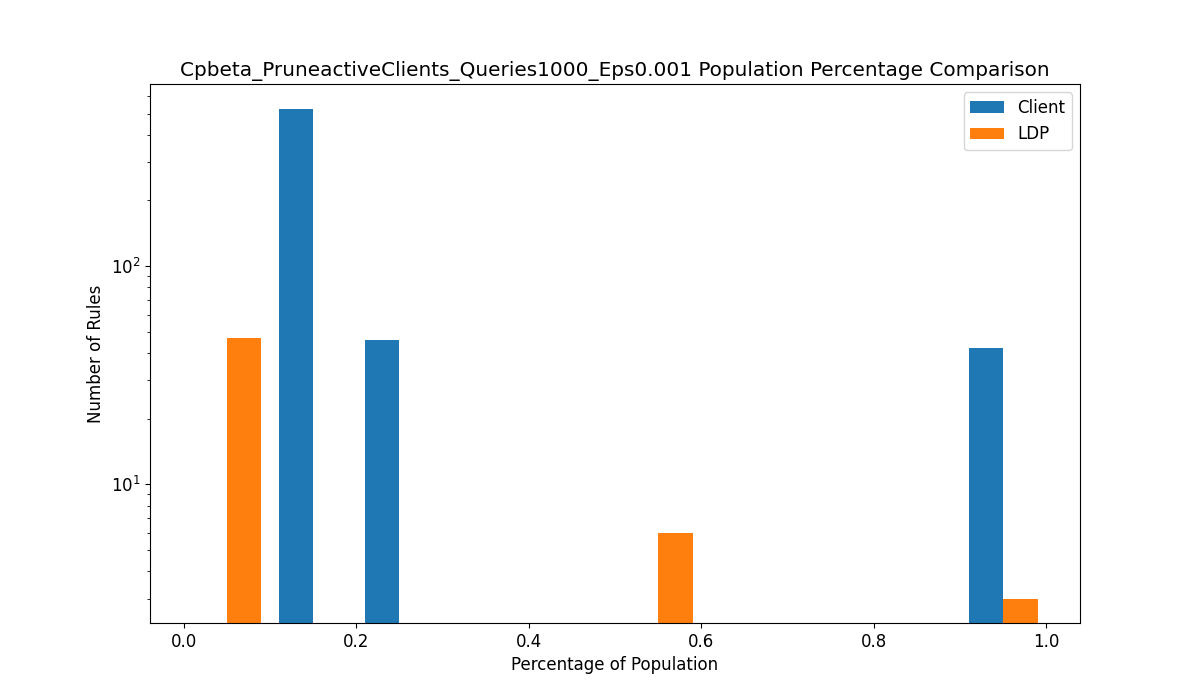 Cpbeta_PruneactiveClients_Queries1000_Eps0.001 Population Percentage Comparison
Client
LDP
Number of Rules
10²
10¹
0.0 0.2 0.4 0.6 0.8 1.0
Percentage of Population